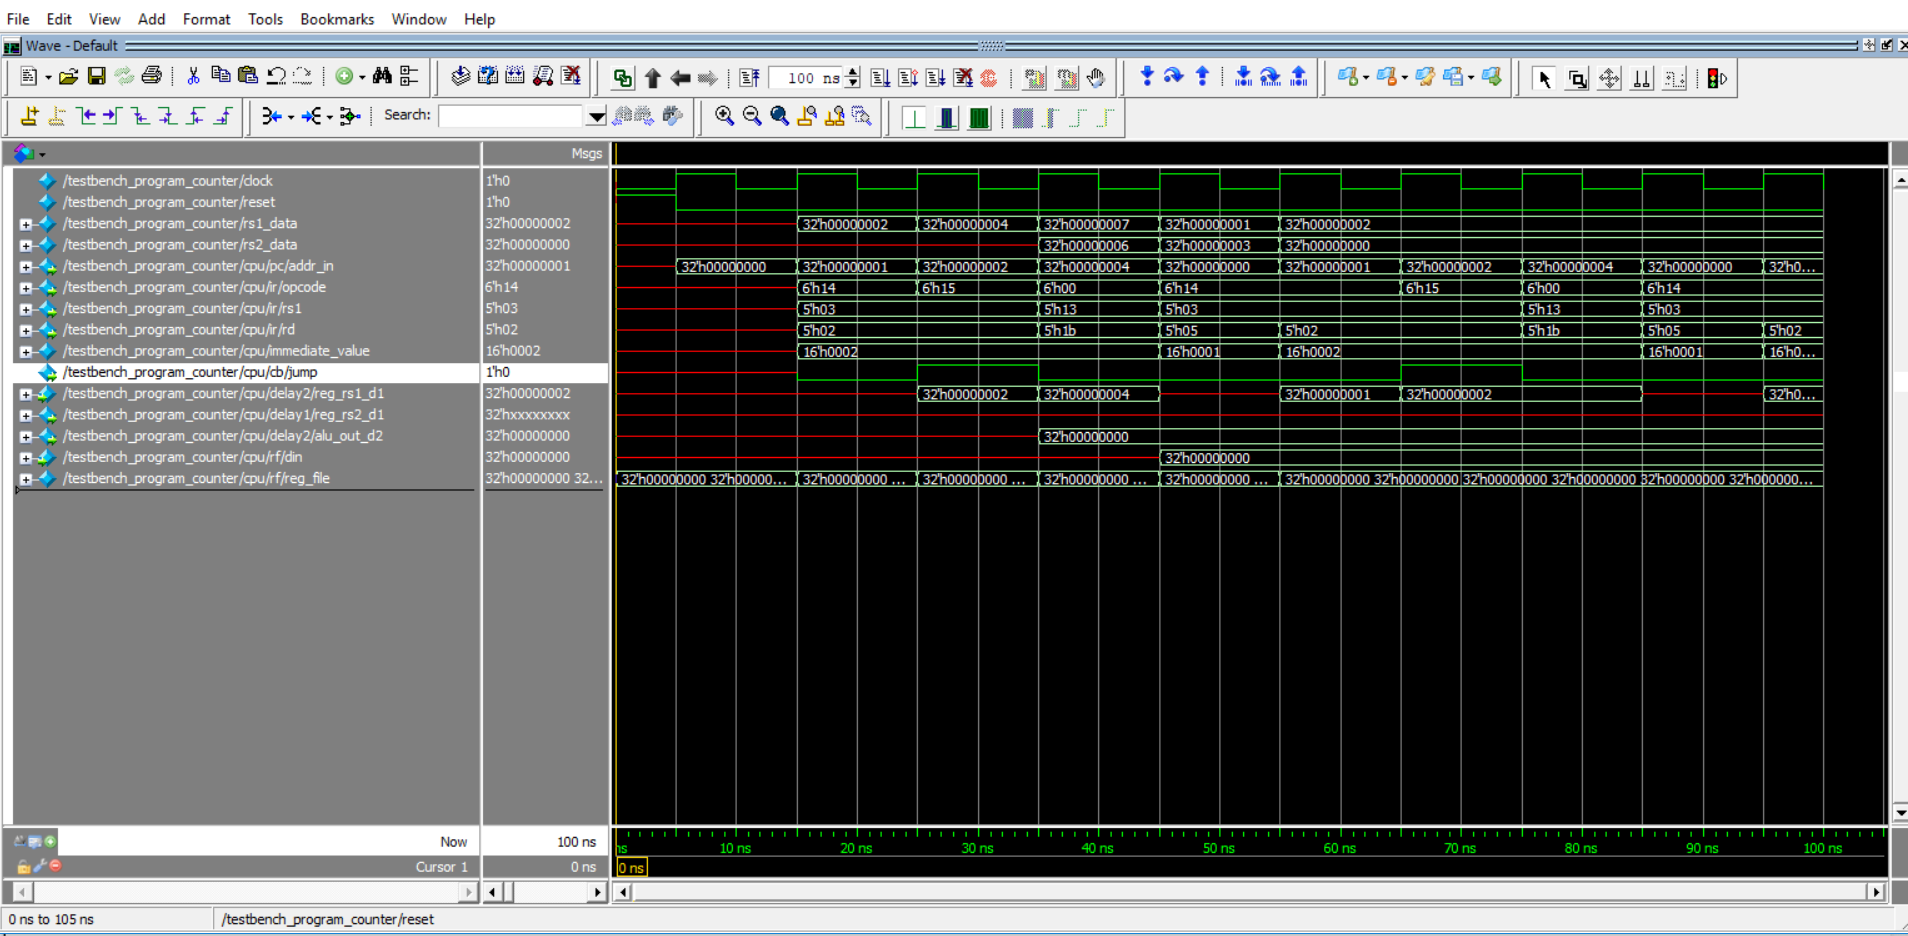 File Edit View Add Format Tools Bookmarks Window Help
Wave - Default
100 ns
Search:
Msgs
/testbench_program_counter/clock 1'h0
/testbench_program_counter/reset 1'h0
/testbench_program_counter/rs1_data 32'h00000002 32'h00000002 32'h00000004 32'h00000007 32'h00000001 32'h00000002
/testbench_program_counter/rs2_data 32'h00000000 32'h00000006 32'h00000003 32'h00000000
/testbench_program_counter/cpu/pc/addr_in 32'h00000001 32'h00000000 32'h00000001 32'h00000002 32'h00000004 32'h00000000 32'h00000001 32'h00000002 32'h00000004 32'h00000000 32'h0...
/testbench_program_counter/cpu/ir/opcode 6'h14 6'h14 6'h15 6'h00 6'h14 6'h15 6'h00 6'h14
/testbench_program_counter/cpu/ir/rs1 5'h03 5'h03 5'h13 5'h03 5'h13 5'h03
/testbench_program_counter/cpu/ir/rd 5'h02 5'h02 5'h1b 5'h05 5'h02 5'h1b 5'h05 5'h02
/testbench_program_counter/cpu/immediate_value 16'h0002 16'h0002 16'h0001 16'h0002 16'h0001 16'h0...
/testbench_program_counter/cpu/cb/jump 1'h0
/testbench_program_counter/cpu/delay2/reg_rs1_d1 32'h00000002 32'h00000002 32'h00000004 32'h00000001 32'h00000002 32'h0...
/testbench_program_counter/cpu/delay1/reg_rs2_d1 32'hxxxxxxxx
/testbench_program_counter/cpu/delay2/alu_out_d2 32'h00000000 32'h00000000
/testbench_program_counter/cpu/rf/din 32'h00000000 32'h00000000
/testbench_program_counter/cpu/rf/reg_file 32'h00000000 32... 32'h00000000 32'h00000... 32'h00000000 ... 32'h00000000 ... 32'h00000000 ... 32'h00000000 ... 32'h00000000 32'h00000000 32'h00000000 32'h00000000 32'h00000000 32'h000000...
Now 100 ns ns 10 ns 20 ns 30 ns 40 ns 50 ns 60 ns 70 ns 80 ns 90 ns 100 ns
Cursor 1 0 ns 0 ns
0 ns to 105 ns /testbench_program_counter/reset